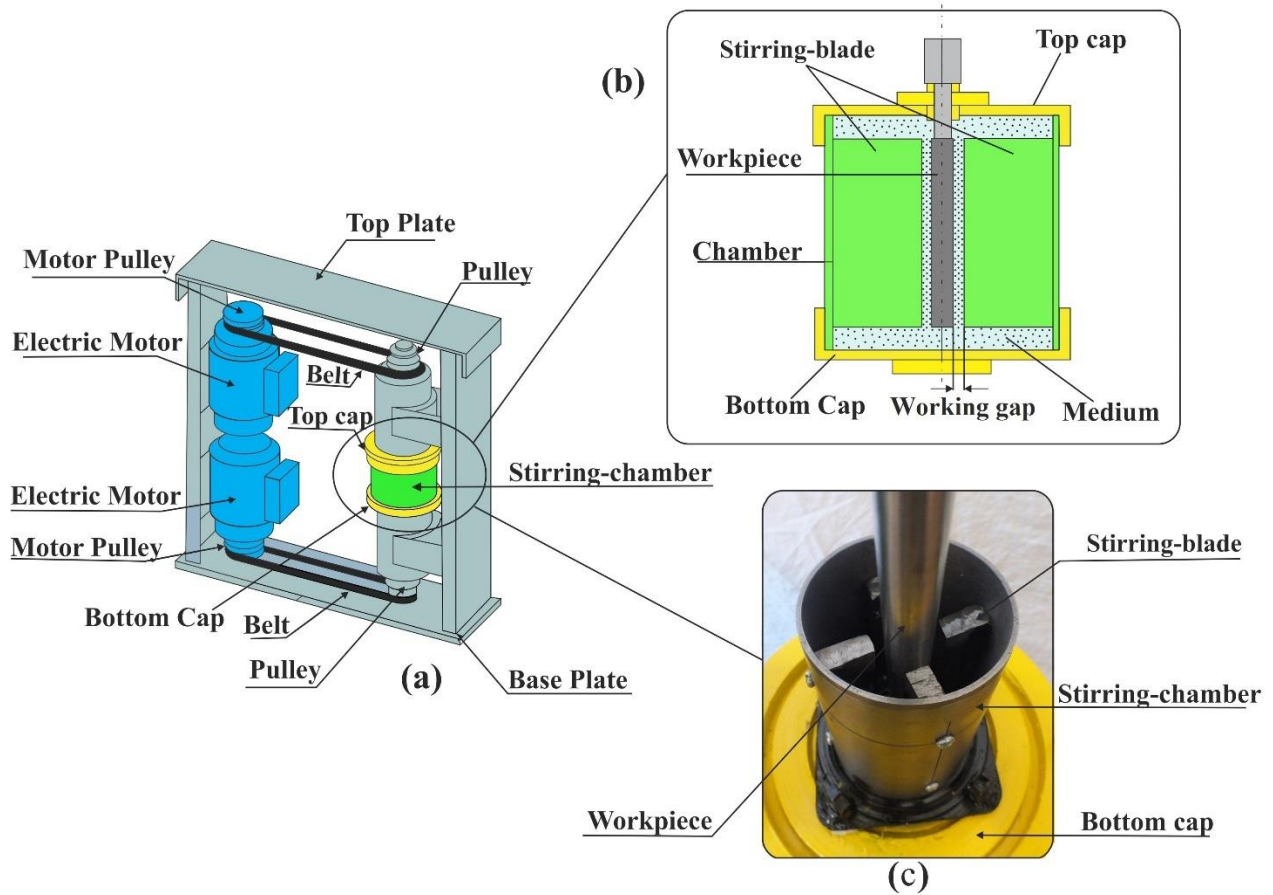 (a)
Top Plate
Motor Pulley
Pulley
Electric Motor
Belt
Top cap
Stirring-chamber
Electric Motor
Motor Pulley
Bottom Cap
Belt
Pulley
Base Plate
(b)
Stirring-blade
Top cap
Workpiece
Chamber
Bottom Cap
Working gap
Medium
Stirring-blade
Stirring-chamber
Workpiece
Bottom cap
(c)